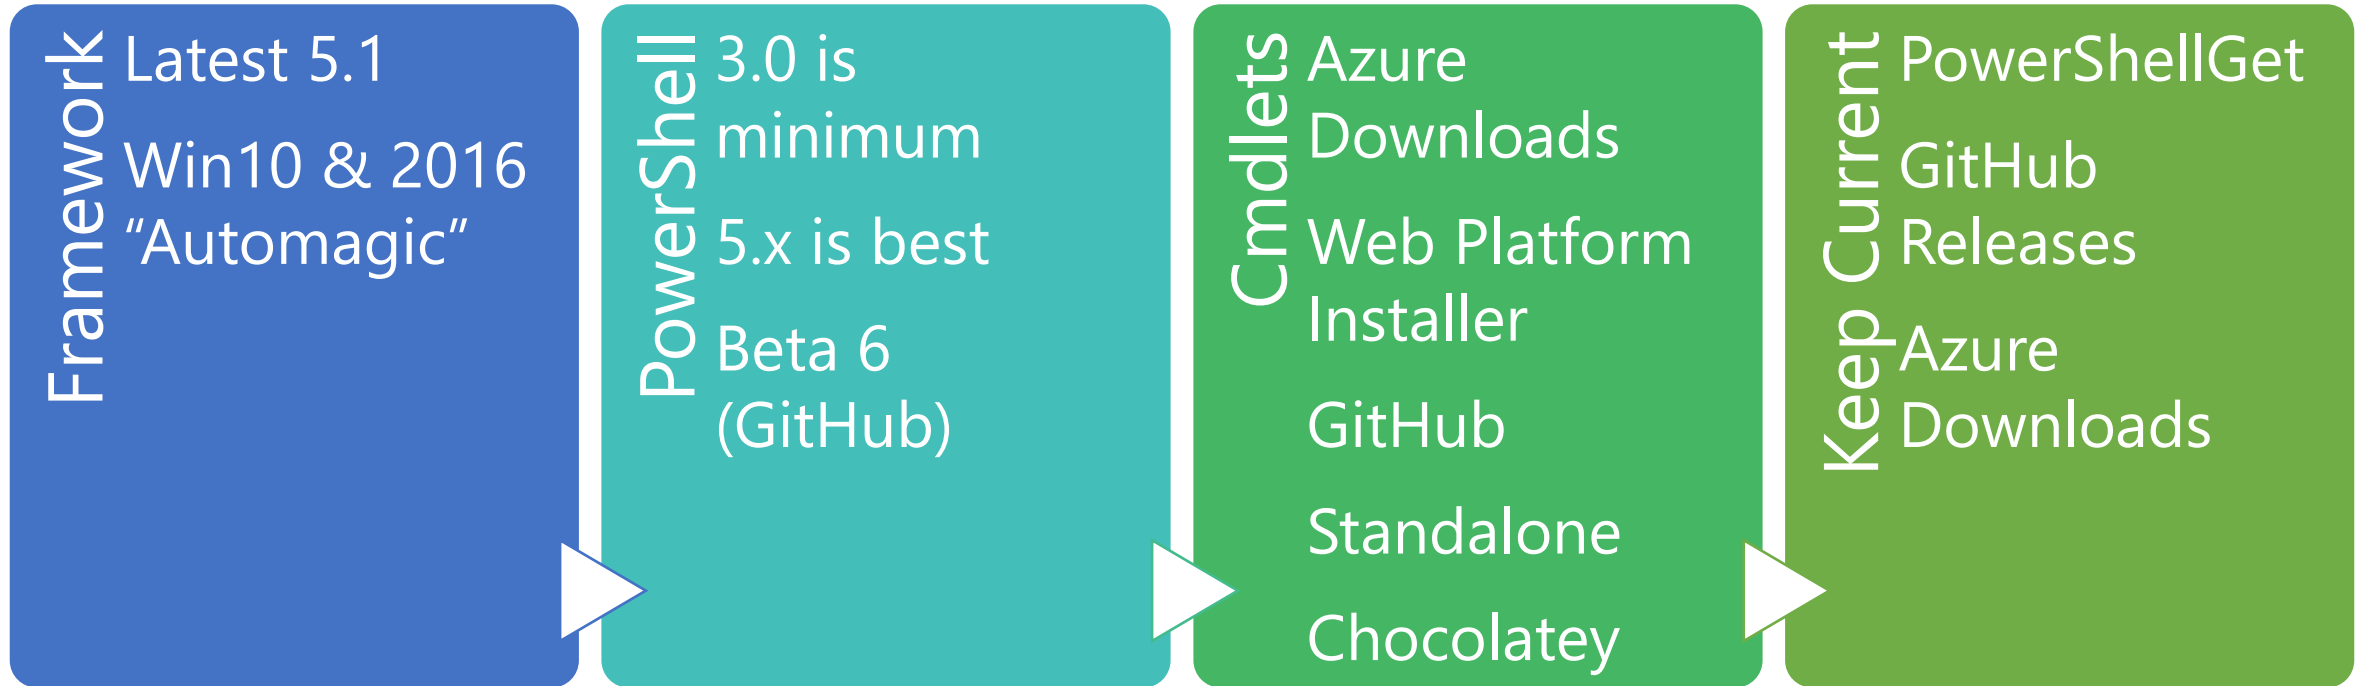 Framework
Latest 5.1
Win10 & 2016
“Automagic”
PowerShell
3.0 is
minimum
5.x is best
Beta 6
(GitHub)
Cmdlets
Azure
Downloads
Web Platform
Installer
GitHub
Standalone
Chocolatey
Keep Current
PowerShellGet
GitHub
Releases
Azure
Downloads